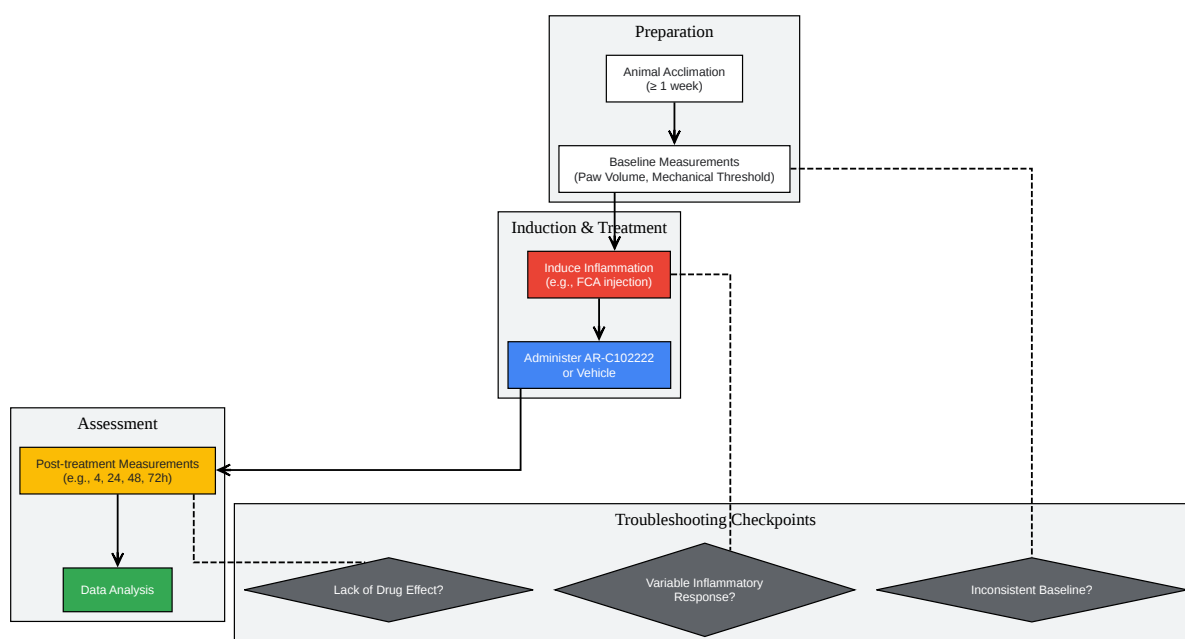 Preparation
Animal Acclimation
(≥ 1 week)
Baseline Measurements
(Paw Volume, Mechanical Threshold)
Induction & Treatment
Induce Inflammation
(e.g., FCA injection)
Administer AR-C102222
or Vehicle
Assessment
Post-treatment Measurements
(e.g., 4, 24, 48, 72h)
Data Analysis
Troubleshooting Checkpoints
Lack of Drug Effect?
Variable Inflammatory
Response?
Inconsistent Baseline?